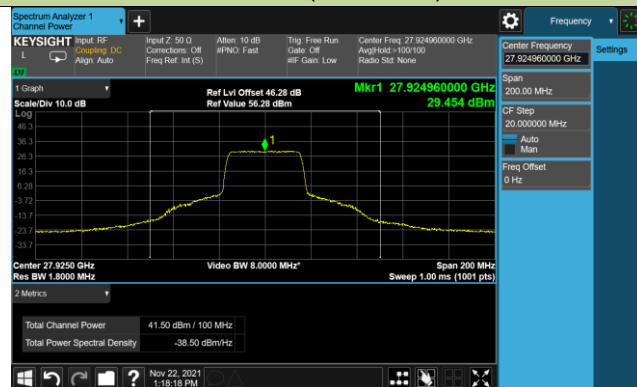 Spectrum Analyzer 1
Channel Power
Frequency
KEYSIGHT
L
Input: RF
Coupling: DC
Align: Auto
Input Z: 50 Ω
Corrections: Off
Freq Ref: Int (S)
Atten: 10 dB
#PNO: Fast
Trig: Free Run
Gate: Off
#IF Gain: Low
Center Freq: 27.924960000 GHz
Avg|Hold:>100/100
Radio Std: None
Center Frequency
27.924960000 GHz
Settings
Span
200.00 MHz
CF Step
20.000000 MHz
Auto
Man
Freq Offset
0 Hz
1 Graph
Scale/Div 10.0 dB
Ref Lvl Offset 46.28 dB
Ref Value 56.28 dBm
Mkr1 27.924960000 GHz
29.454 dBm
Log
46.3
36.3
26.3
16.3
6.28
-3.72
-13.7
-23.7
-33.7
1
Center 27.9250 GHz
Res BW 1.8000 MHz
Video BW 8.0000 MHz*
Span 200 MHz
Sweep 1.00 ms (1001 pts)
2 Metrics
Total Channel Power 41.50 dBm / 100 MHz
Total Power Spectral Density -38.50 dBm/Hz
?
Nov 22, 2021
1:18:18 PM